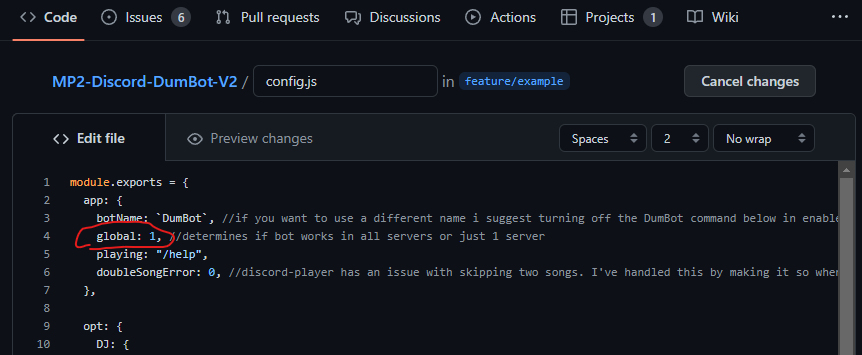 Code Issues 6 Pull requests Discussions Actions Projects 1 Wiki ...
MP2-Discord-DumBot-V2 / config.js in feature/example Cancel changes
Edit file Preview changes Spaces 2 No wrap
1 module.exports = {
2 app: {
3 botName: `DumBot`, //if you want to use a different name i suggest turning off the DumBot command below in enable
4 global: 1, //determines if bot works in all servers or just 1 server
5 playing: "/help",
6 doubleSongError: 0, //discord-player has an issue with skipping two songs. I've handled this by making it so wher
7 },
8
9 opt: {
10 DJ: {